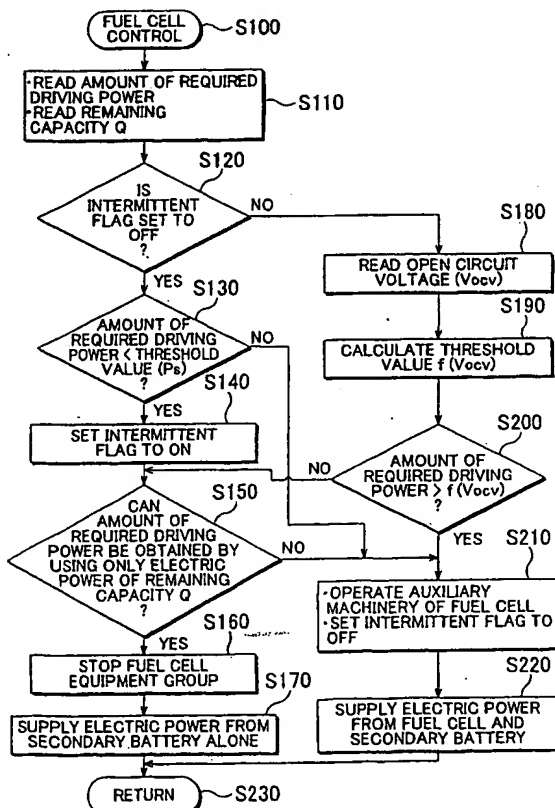 FUEL CELL
CONTROL
S100
・READ AMOUNT OF REQUIRED
DRIVING POWER
・READ REMAINING
CAPACITY Q
S110
S120
IS
INTERMITTENT
FLAG SET TO
OFF
?
NO
YES
S180
READ OPEN CIRCUIT
VOLTAGE (VOCV)
S130
AMOUNT OF
REQUIRED DRIVING
POWER < THRESHOLD
VALUE (PS)
?
NO
YES
S190
CALCULATE THRESHOLD
VALUE f (VOCV)
S140
SET INTERMITTENT
FLAG TO ON
S200
AMOUNT OF
REQUIRED DRIVING
POWER > f (VOCV)
?
NO
YES
S150
CAN
AMOUNT OF
REQUIRED DRIVING
POWER BE OBTAINED BY
USING ONLY ELECTRIC
POWER OF REMAINING
CAPACITY Q
?
NO
YES
S210
・OPERATE AUXILIARY
MACHINERY OF FUEL CELL
・SET INTERMITTENT FLAG TO
OFF
S160
STOP FUEL CELL
EQUIPMENT GROUP
S170
SUPPLY ELECTRIC POWER FROM
SECONDARY BATTERY ALONE
S220
SUPPLY ELECTRIC POWER
FROM FUEL CELL AND
SECONDARY BATTERY
RETURN
S230